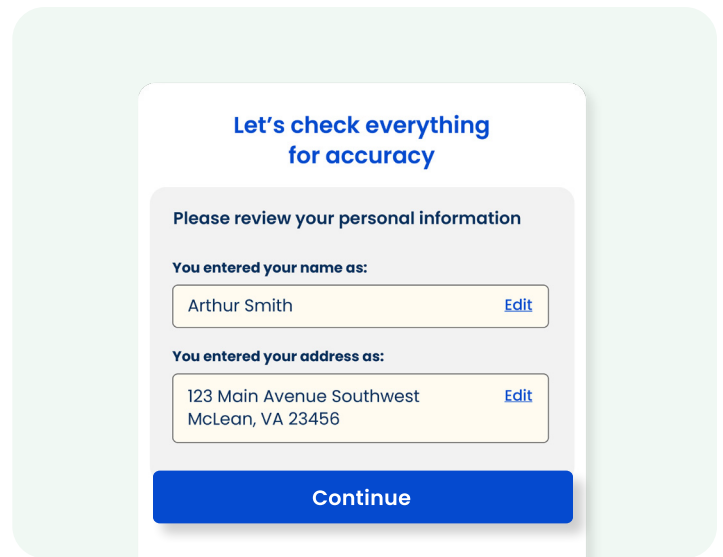 Let’s check everything
for accuracy
Please review your personal information
You entered your name as:
Arthur Smith Edit
You entered your address as:
123 Main Avenue Southwest Edit
McLean, VA 23456
Continue